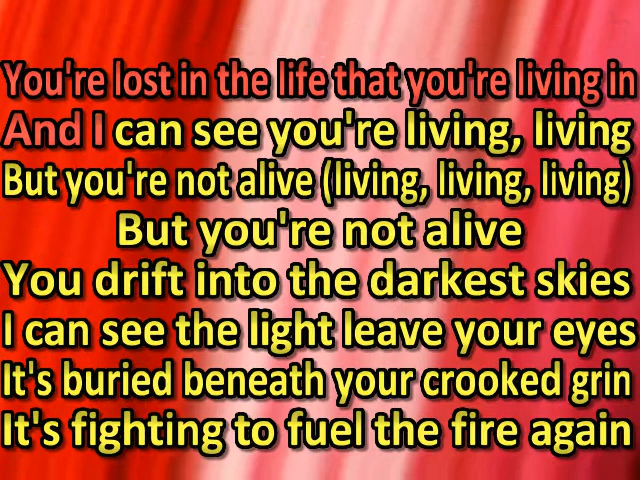 You're lost in the life that you're living in
And I can see you're living, living
But you're not alive (living, living, living)
But you're not alive
You drift into the darkest skies
I can see the light leave your eyes
It's buried beneath your crooked grin
It's fighting to fuel the fire again